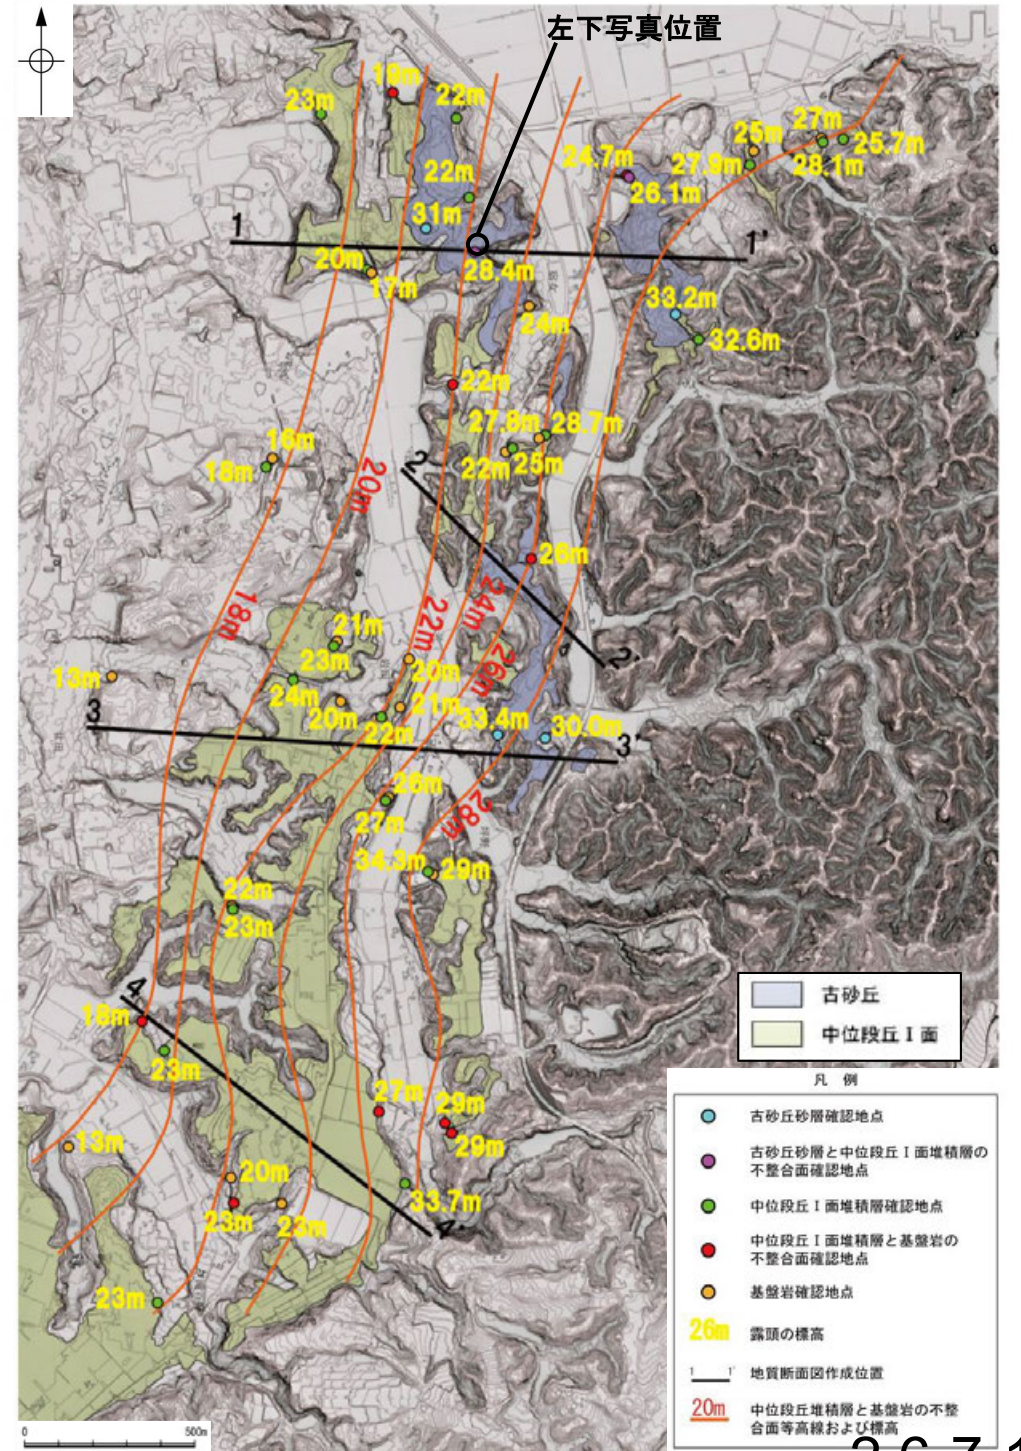 左下写真位置
19m
23m
22m
27m
25m
25.7m
24.7m
27.9m
28.1m
22m
26.1m
31m
1
1'
20m
28.4m
17m
33.2m
24m
32.6m
22m
27.8m
28.7m
16m
18m
22m
25m
2
20m
26m
24m
18m
22m
21m
23m
26m
2'
20m
13m
24m
20m
21m
22m
33.4m
30.0m
3
3'
26m
27m
28m
34.3m
29m
22m
23m
古砂丘
中位段丘Ⅰ面
4
18m
23m
27m
29m
29m
13m
20m
33.7m
23m
23m
4'
23m
凡 例
古砂丘砂層確認地点
古砂丘砂層と中位段丘Ⅰ面堆積層の
不整合面確認地点
中位段丘Ⅰ面堆積層確認地点
中位段丘Ⅰ面堆積層と基盤岩の
不整合面確認地点
基盤岩確認地点
26m 露頭の標高
1 1' 地質断面図作成位置
20m 中位段丘堆積層と基盤岩の不整
合面等高線および標高
0 500m